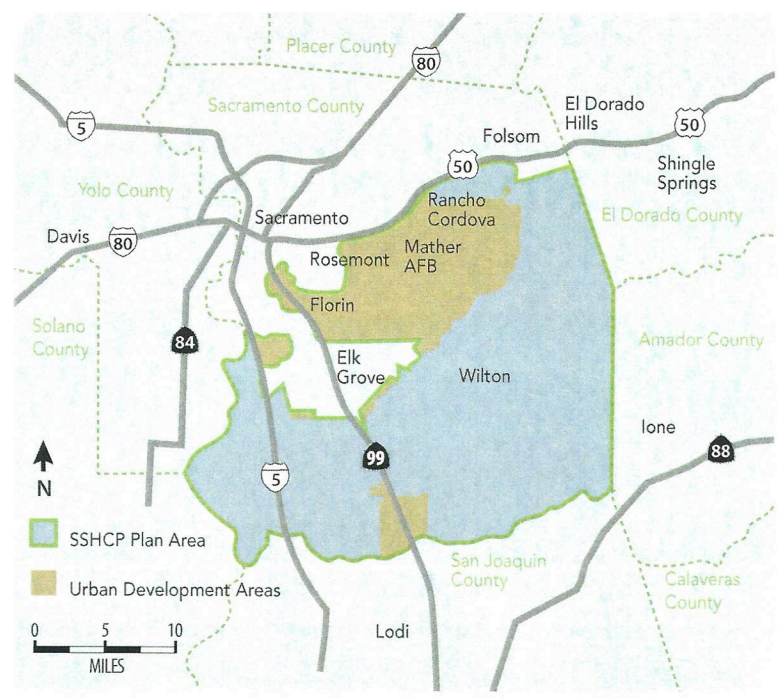 Placer County
80
Sacramento County
El Dorado
Hills
5
50
Folsom
50
Shingle
Springs
Yolo County
Rancho
Cordova
Sacramento
El Dorado County
Davis
80
Mather
AFB
Rosemont
Florin
Solano
County
84
Amador County
Elk
Grove
Wilton
Ione
88
99
N
5
SSHCP Plan Area
San Joaquin
County
Calaveras
County
Urban Development Areas
0 5 10
MILES
Lodi